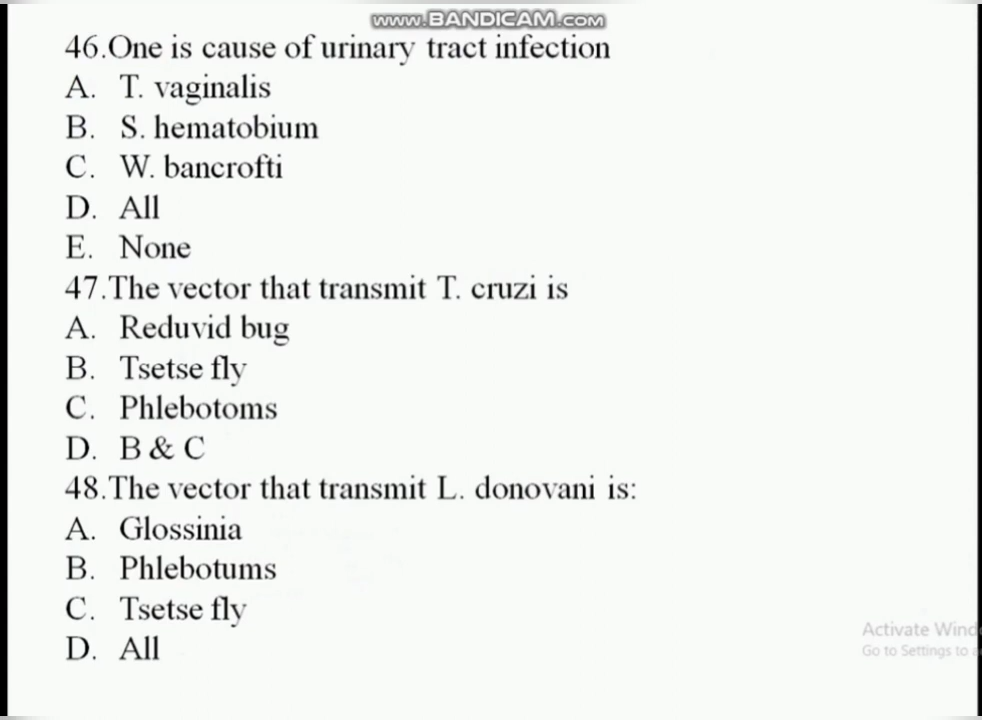 www.BANDICAM.com
46.One is cause of urinary tract infection
A. T. vaginalis
B. S. hematobium
C. W. bancrofti
D. All
E. None
47.The vector that transmit T. cruzi is
A. Reduvid bug
B. Tsetse fly
C. Phlebotoms
D. B & C
48.The vector that transmit L. donovani is:
A. Glossinia
B. Phlebotums
C. Tsetse fly
D. All
Activate Wind
Go to Settings to